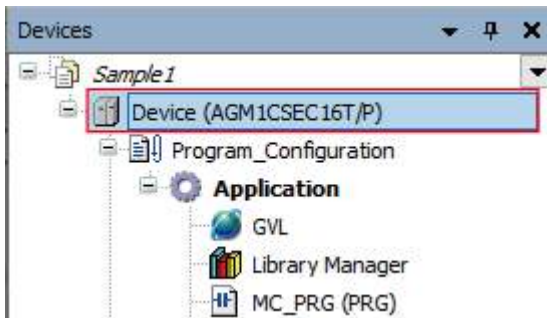 Devices
Sample1
Device (AGM1CSEC16T/P)
Program_Configuration
Application
GVL
Library Manager
MC_PRG (PRG)